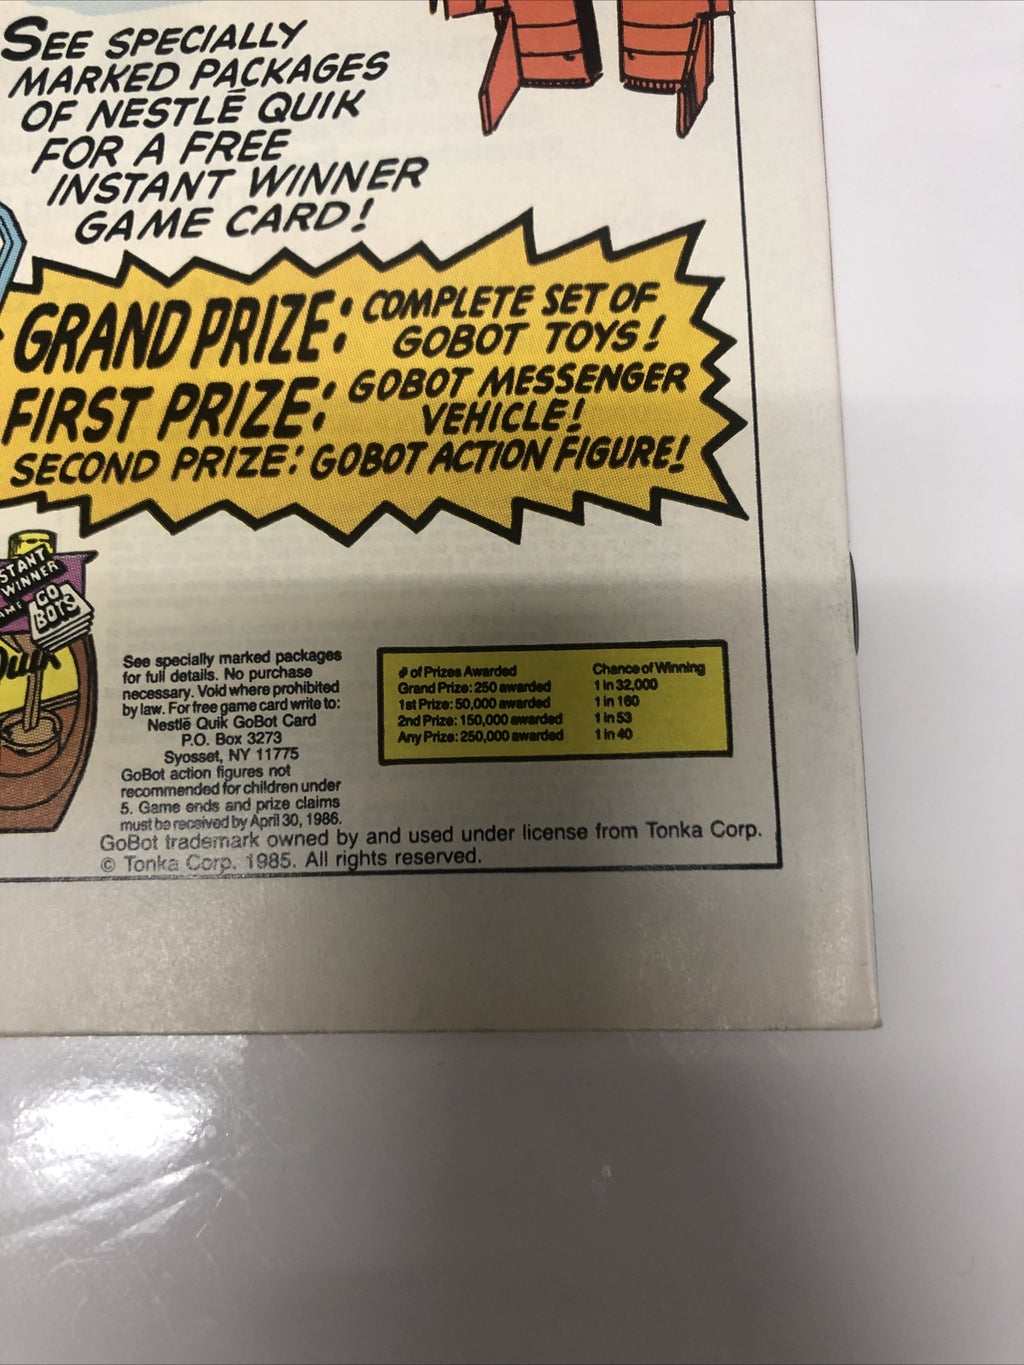 SEE SPECIALLY
MARKED PACKAGES
OF NESTLĒ QUIK
FOR A FREE
INSTANT WINNER
GAME CARD!
GRAND PRIZE: COMPLETE SET OF
GOBOT TOYS!
FIRST PRIZE: GOBOT MESSENGER
VEHICLE!
SECOND PRIZE: GOBOT ACTION FIGURE!
STANT
WINNER
AME
GO
BOTS
Quik
See specially marked packages
for full details. No purchase
necessary. Void where prohibited
by law. For free game card write to:
Nestlē Quik GoBot Card
P.O. Box 3273
Syosset, NY 11775
GoBot action figures not
recommended for children under
5. Game ends and prize claims
must be received by April 30, 1986.
# of Prizes Awarded Chance of Winning
Grand Prize: 250 awarded 1 in 32,000
1st Prize: 50,000 awarded 1 in 160
2nd Prize: 150,000 awarded 1 in 53
Any Prize: 250,000 awarded 1 in 40
GoBot trademark owned by and used under license from Tonka Corp.
© Tonka Corp. 1985. All rights reserved.